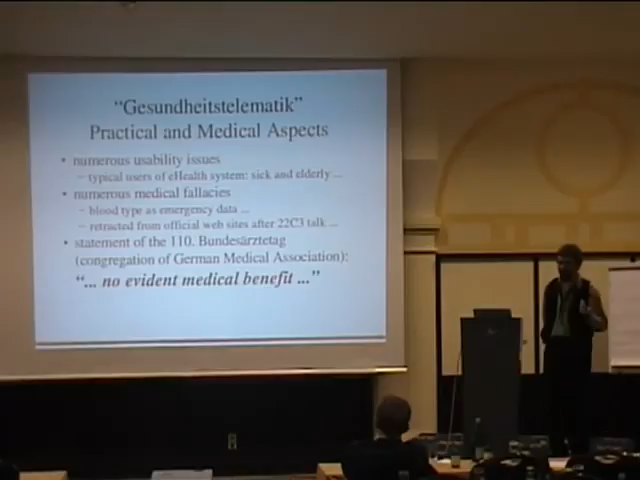 “Gesundheitstelematik”
Practical and Medical Aspects
• numerous usability issues
– typical users of eHealth system: sick and elderly ...
• numerous medical fallacies
– blood type as emergency data ...
– retracted from official web sites after 22C3 talk ...
• statement of the 110. Bundesärztetag
(congregation of German Medical Association):
“... no evident medical benefit ...”